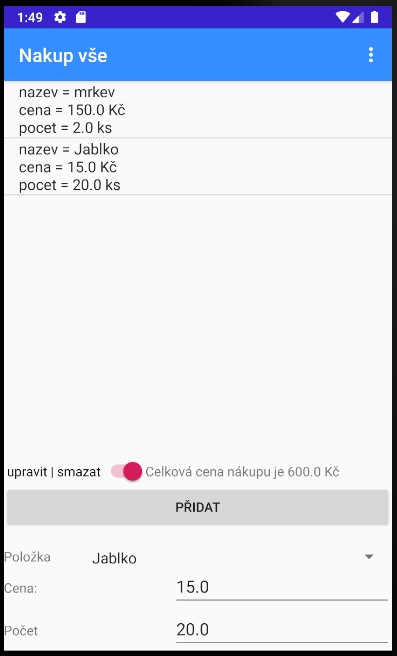 1:49
Nakup vše
nazev = mrkev
cena = 150.0 Kč
pocet = 2.0 ks
nazev = Jablko
cena = 15.0 Kč
pocet = 20.0 ks
upravit | smazat Celková cena nákupu je 600.0 Kč
PŘIDAT
Položka Jablko
Cena: 15.0
Počet 20.0